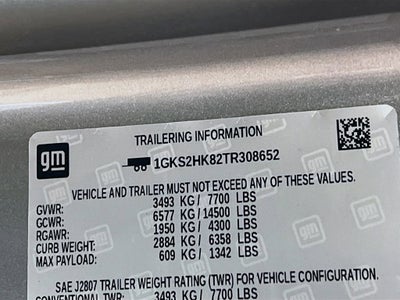 TRAILERING INFORMATION
gm
1GKS2HK82TR308652
VEHICLE AND TRAILER MUST NOT EXCEED ANY OF THESE VALUES.
GVWR: 3493 KG/ 7700 LBS
GCWR: 6577 KG/ 14500 LBS
RGAWR: 1950 KG/ 4300 LBS
CURB WEIGHT: 2884 KG/ 6358 LBS
MAX PAYLOAD: 609 KG/ 1342 LBS
SAE J2807 TRAILER WEIGHT RATING (TWR) FOR VEHICLE CONFIGURATION.
CONVENTIONAL TWR: 3493 KG/ 7700 LBS